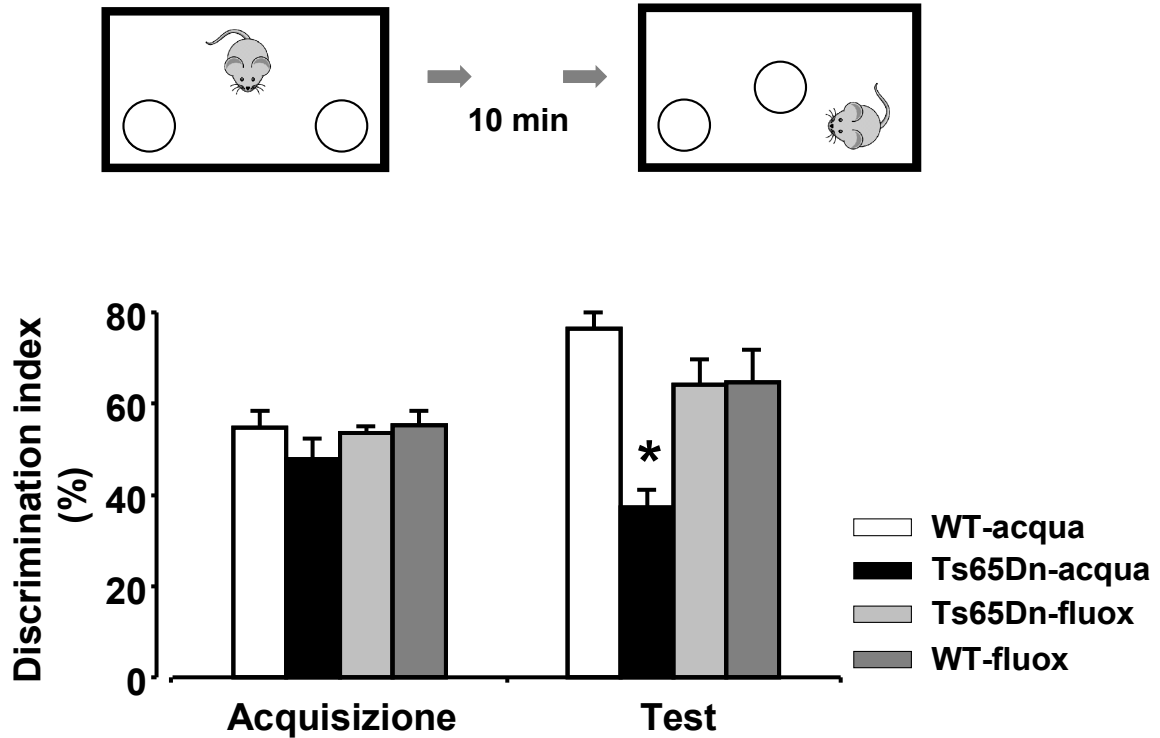 10 min
Discrimination index
(%)
80
60
40
20
0
*
Acquisizione
Test
WT-acqua
Ts65Dn-acqua
Ts65Dn-fluox
WT-fluox